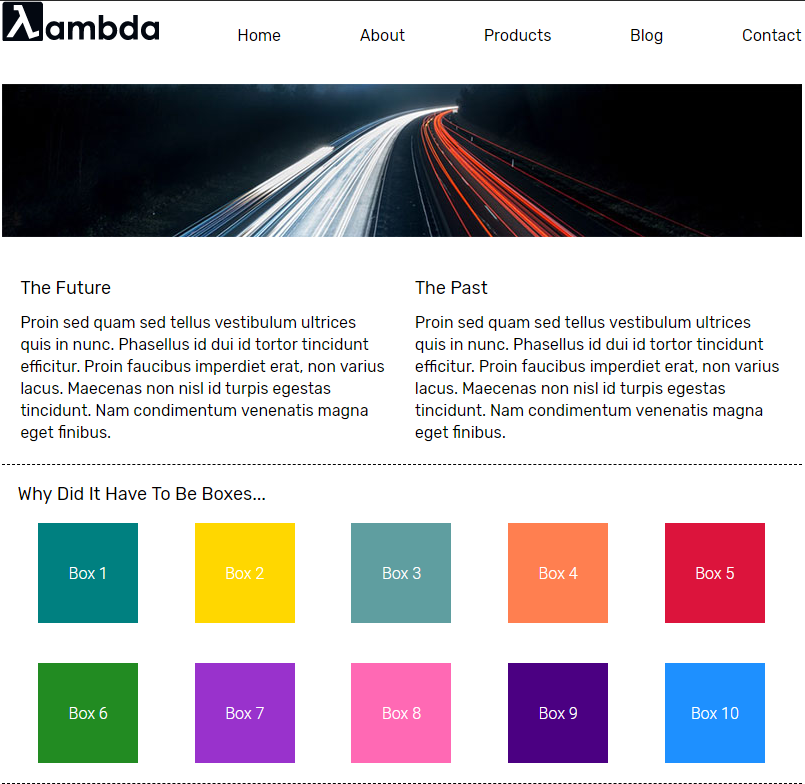 λambda
Home About Products Blog Contact
The Future
Proin sed quam sed tellus vestibulum ultrices
quis in nunc. Phasellus id dui id tortor tincidunt
efficitur. Proin faucibus imperdiet erat, non varius
lacus. Maecenas non nisl id turpis egestas
tincidunt. Nam condimentum venenatis magna
eget finibus.
The Past
Proin sed quam sed tellus vestibulum ultrices
quis in nunc. Phasellus id dui id tortor tincidunt
efficitur. Proin faucibus imperdiet erat, non varius
lacus. Maecenas non nisl id turpis egestas
tincidunt. Nam condimentum venenatis magna
eget finibus.
Why Did It Have To Be Boxes...
Box 1 Box 2 Box 3 Box 4 Box 5
Box 6 Box 7 Box 8 Box 9 Box 10